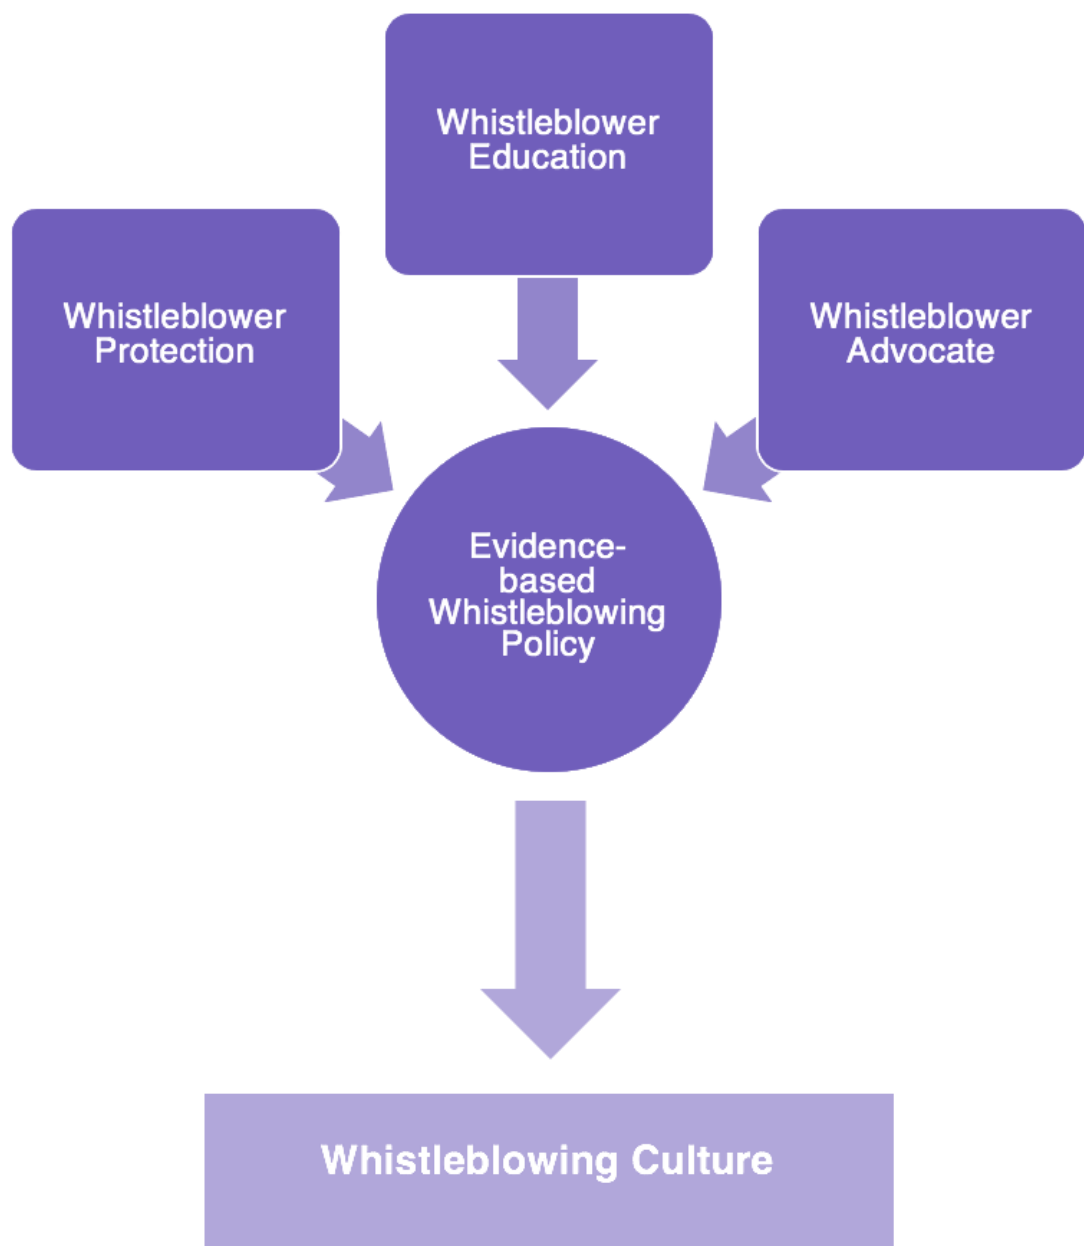 Whistleblower
Education
Whistleblower
Protection
Whistleblower
Advocate
Evidence-
based
Whistleblowing
Policy
Whistleblowing Culture